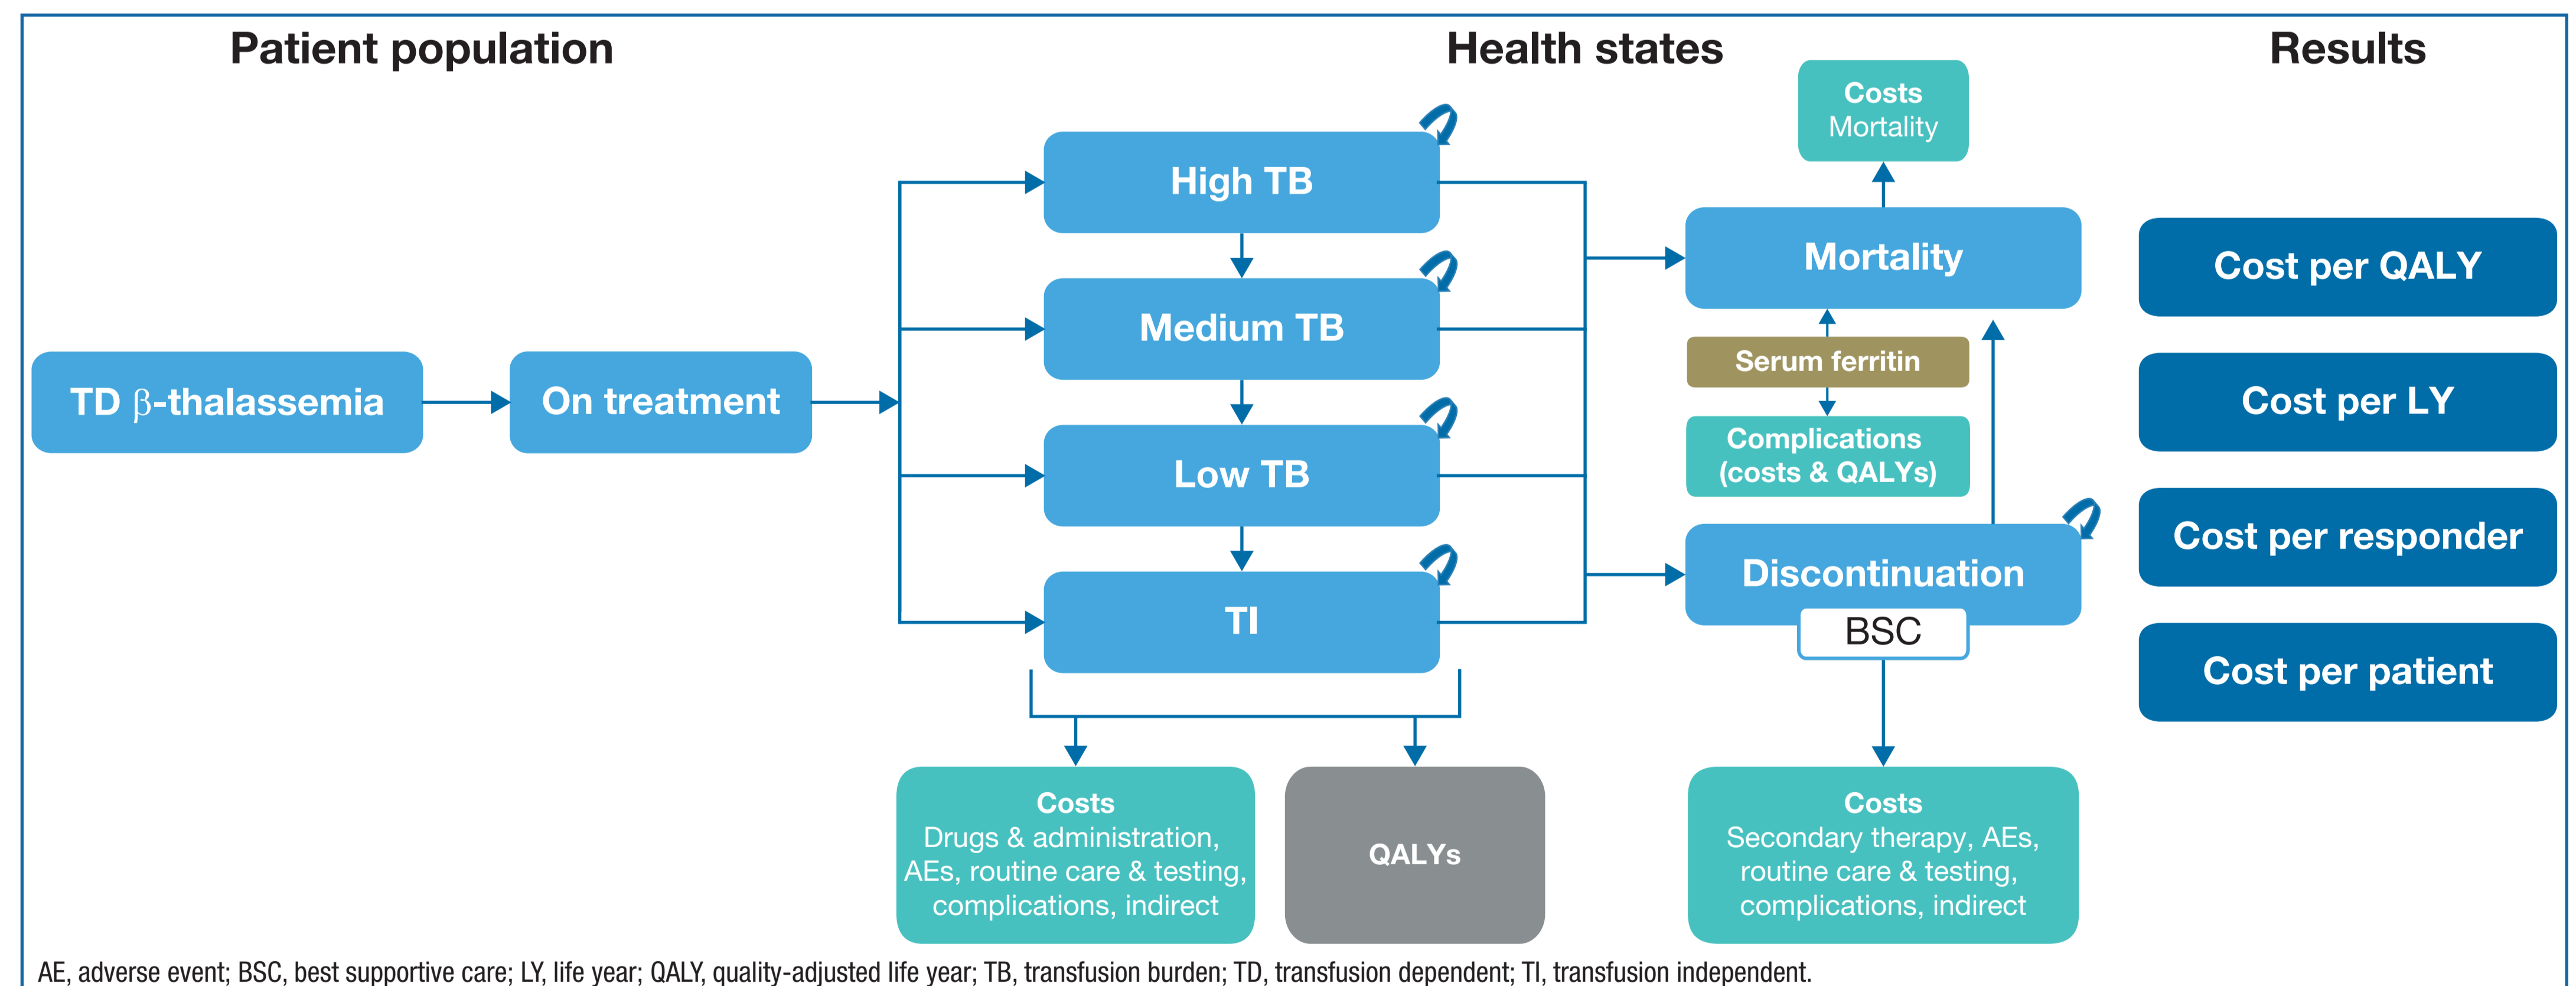 Patient population
Health states
Results
TD β-thalassemia
On treatment
High TB
Medium TB
Low TB
TI
Costs
Drugs & administration,
AEs, routine care & testing,
complications, indirect
QALYs
Costs
Mortality
Mortality
Serum ferritin
Complications
(costs & QALYs)
Discontinuation
BSC
Costs
Secondary therapy, AEs,
routine care & testing,
complications, indirect
Cost per QALY
Cost per LY
Cost per responder
Cost per patient
AE, adverse event; BSC, best supportive care; LY, life year; QALY, quality-adjusted life year; TB, transfusion burden; TD, transfusion dependent; TI, transfusion independent.